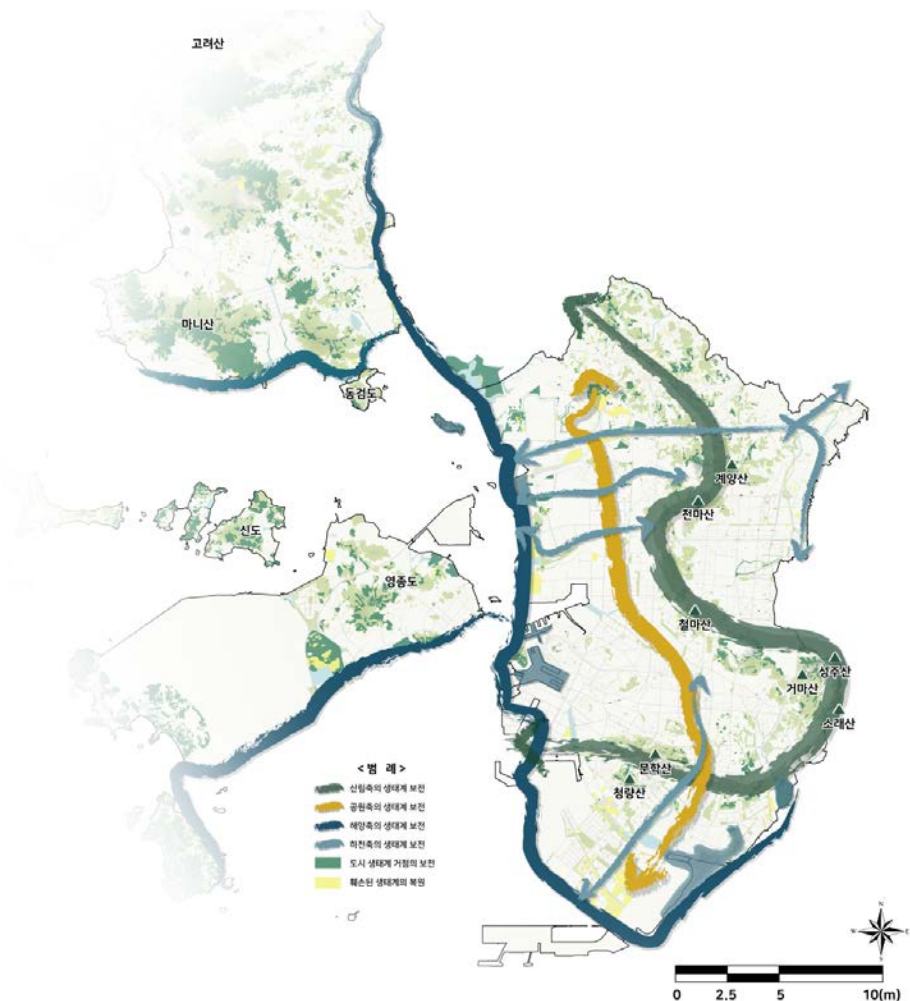 고려산
마니산
동검도
계양산
천마산
신도
영종도
철마산
성주산
거마산
소래산
문학산
청량산
<범 례>
산림축의 생태계 보전
공원축의 생태계 보전
해양축의 생태계 보전
하천축의 생태계 보전
도시 생태계 거점의 보전
훼손된 생태계의 복원
N
W E
S
0 2.5 5 10(m)